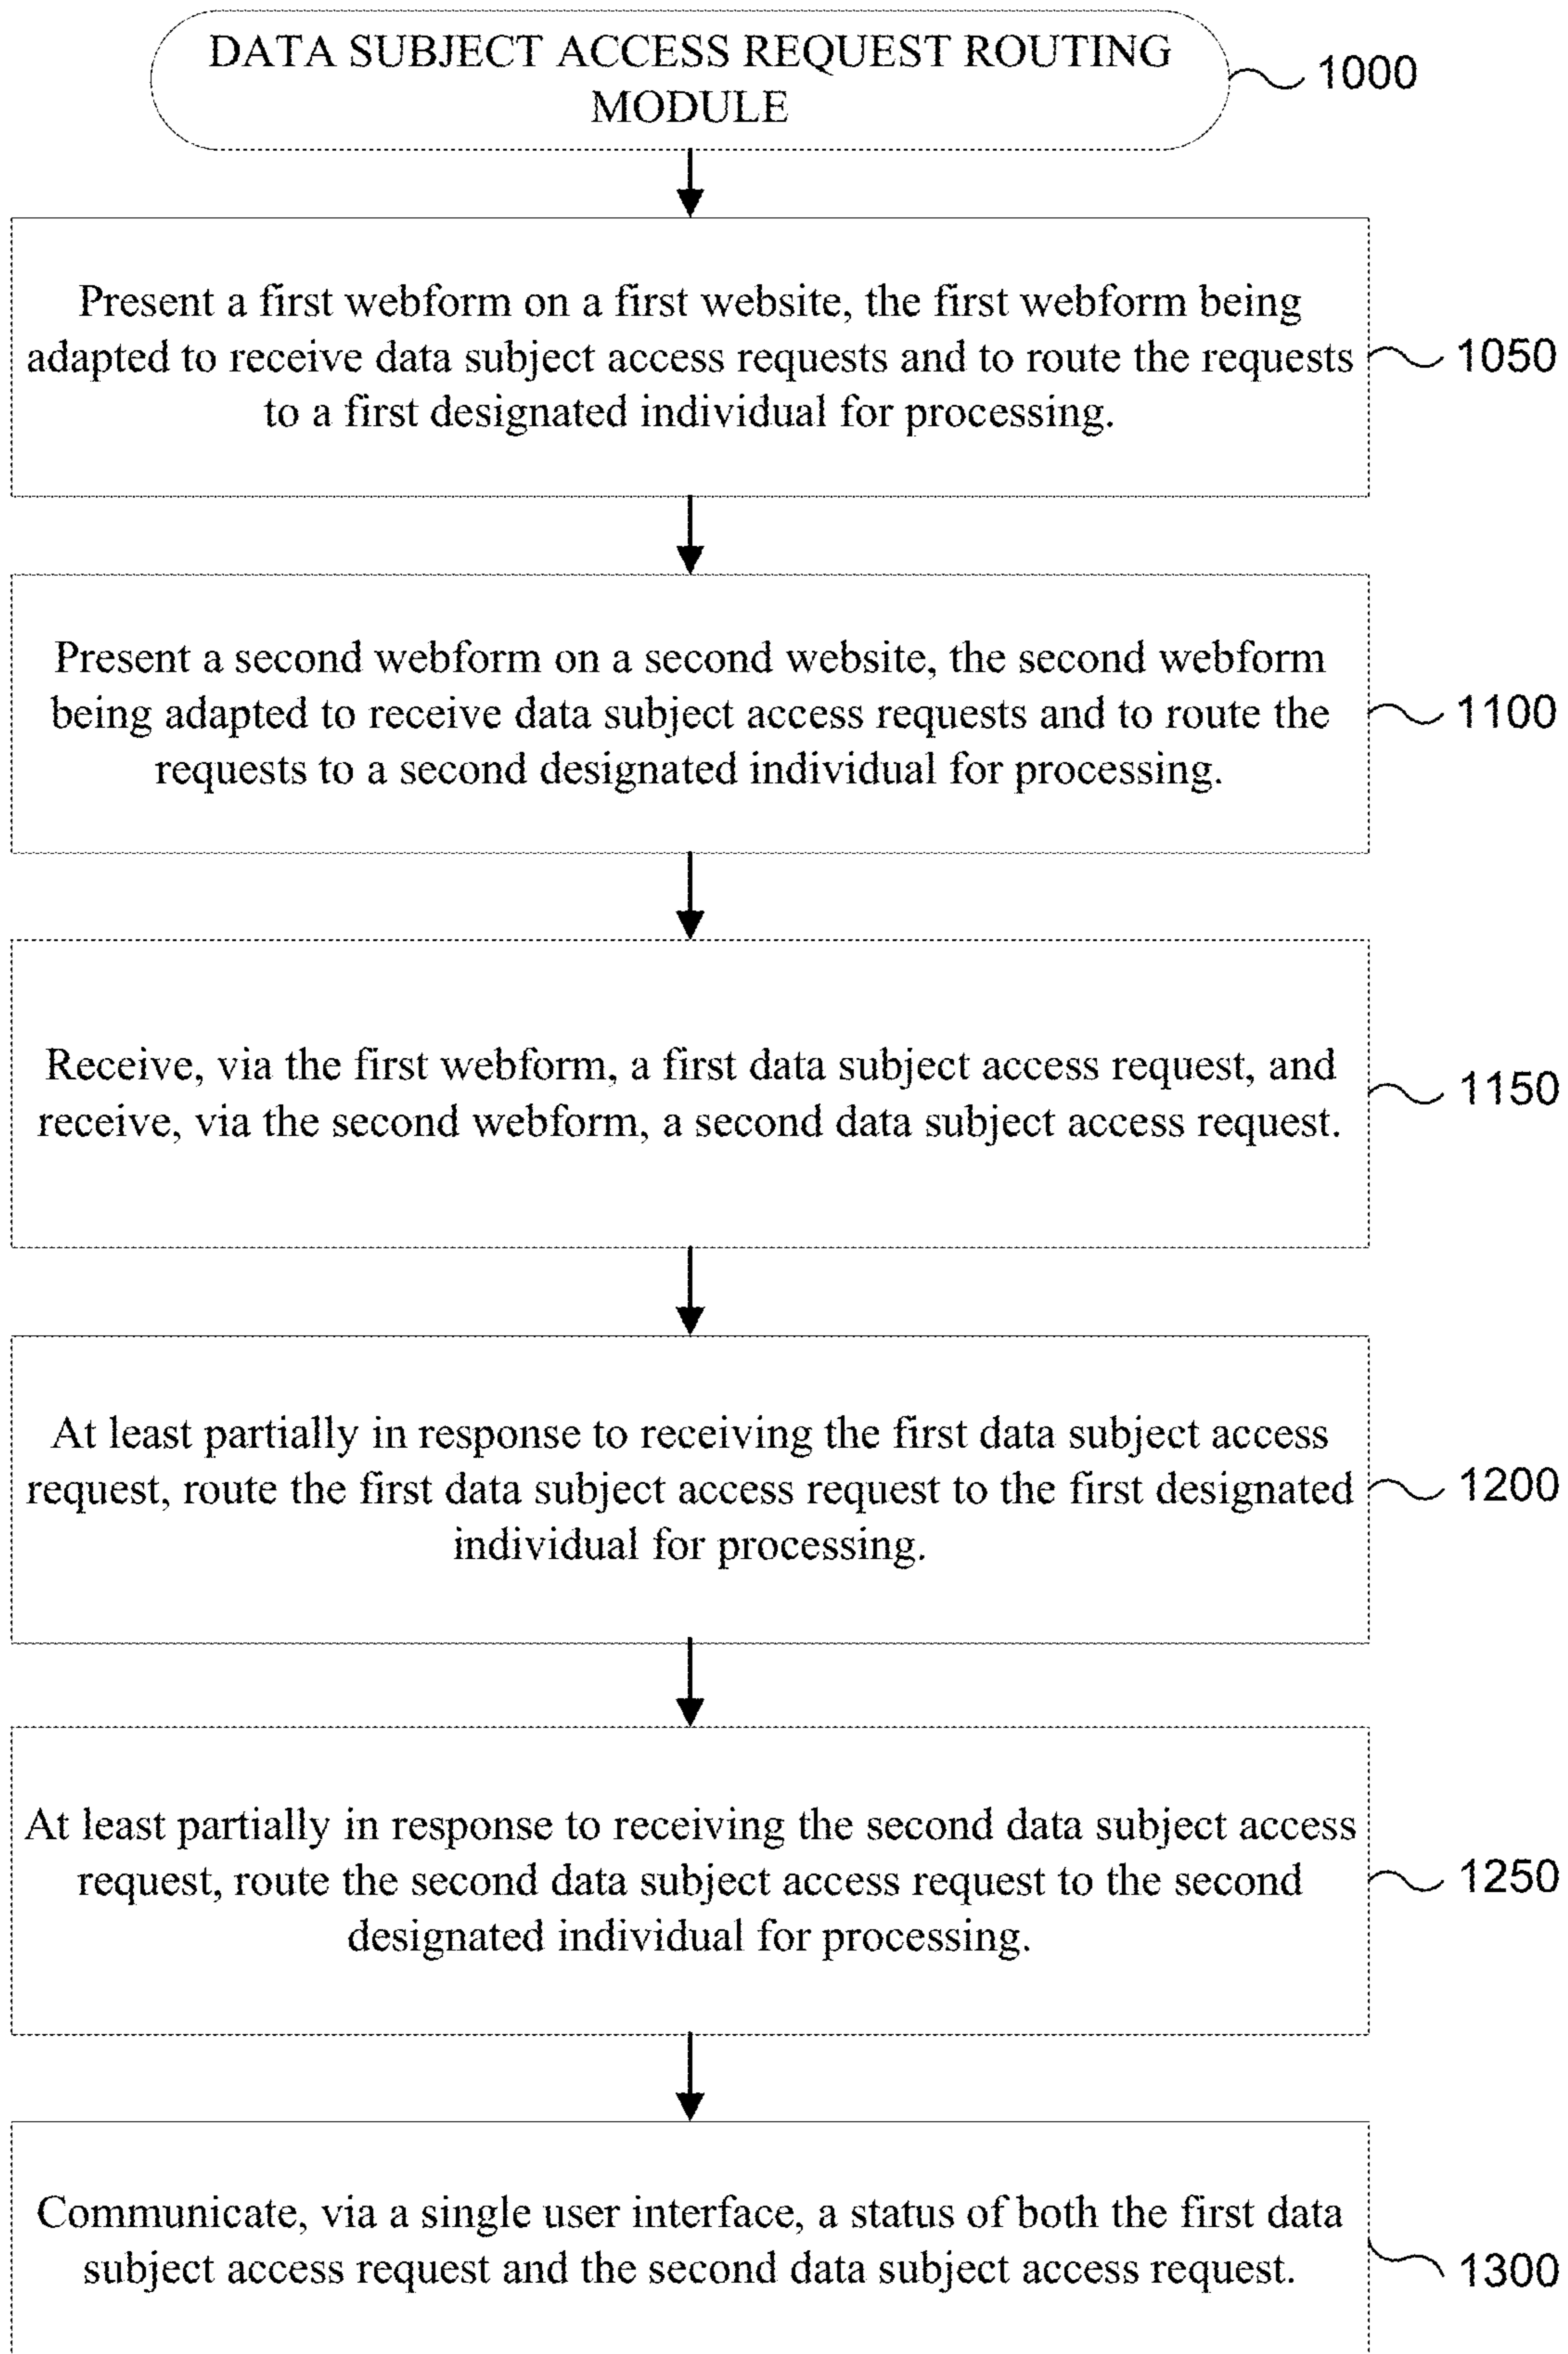 DATA SUBJECT ACCESS REQUEST ROUTING
MODULE
1000
Present a first webform on a first website, the first webform being
adapted to receive data subject access requests and to route the requests
to a first designated individual for processing.
1050
Present a second webform on a second website, the second webform
being adapted to receive data subject access requests and to route the
requests to a second designated individual for processing.
1100
Receive, via the first webform, a first data subject access request, and
receive, via the second webform, a second data subject access request.
1150
At least partially in response to receiving the first data subject access
request, route the first data subject access request to the first designated
individual for processing.
1200
At least partially in response to receiving the second data subject access
request, route the second data subject access request to the second
designated individual for processing.
1250
Communicate, via a single user interface, a status of both the first data
subject access request and the second data subject access request.
1300